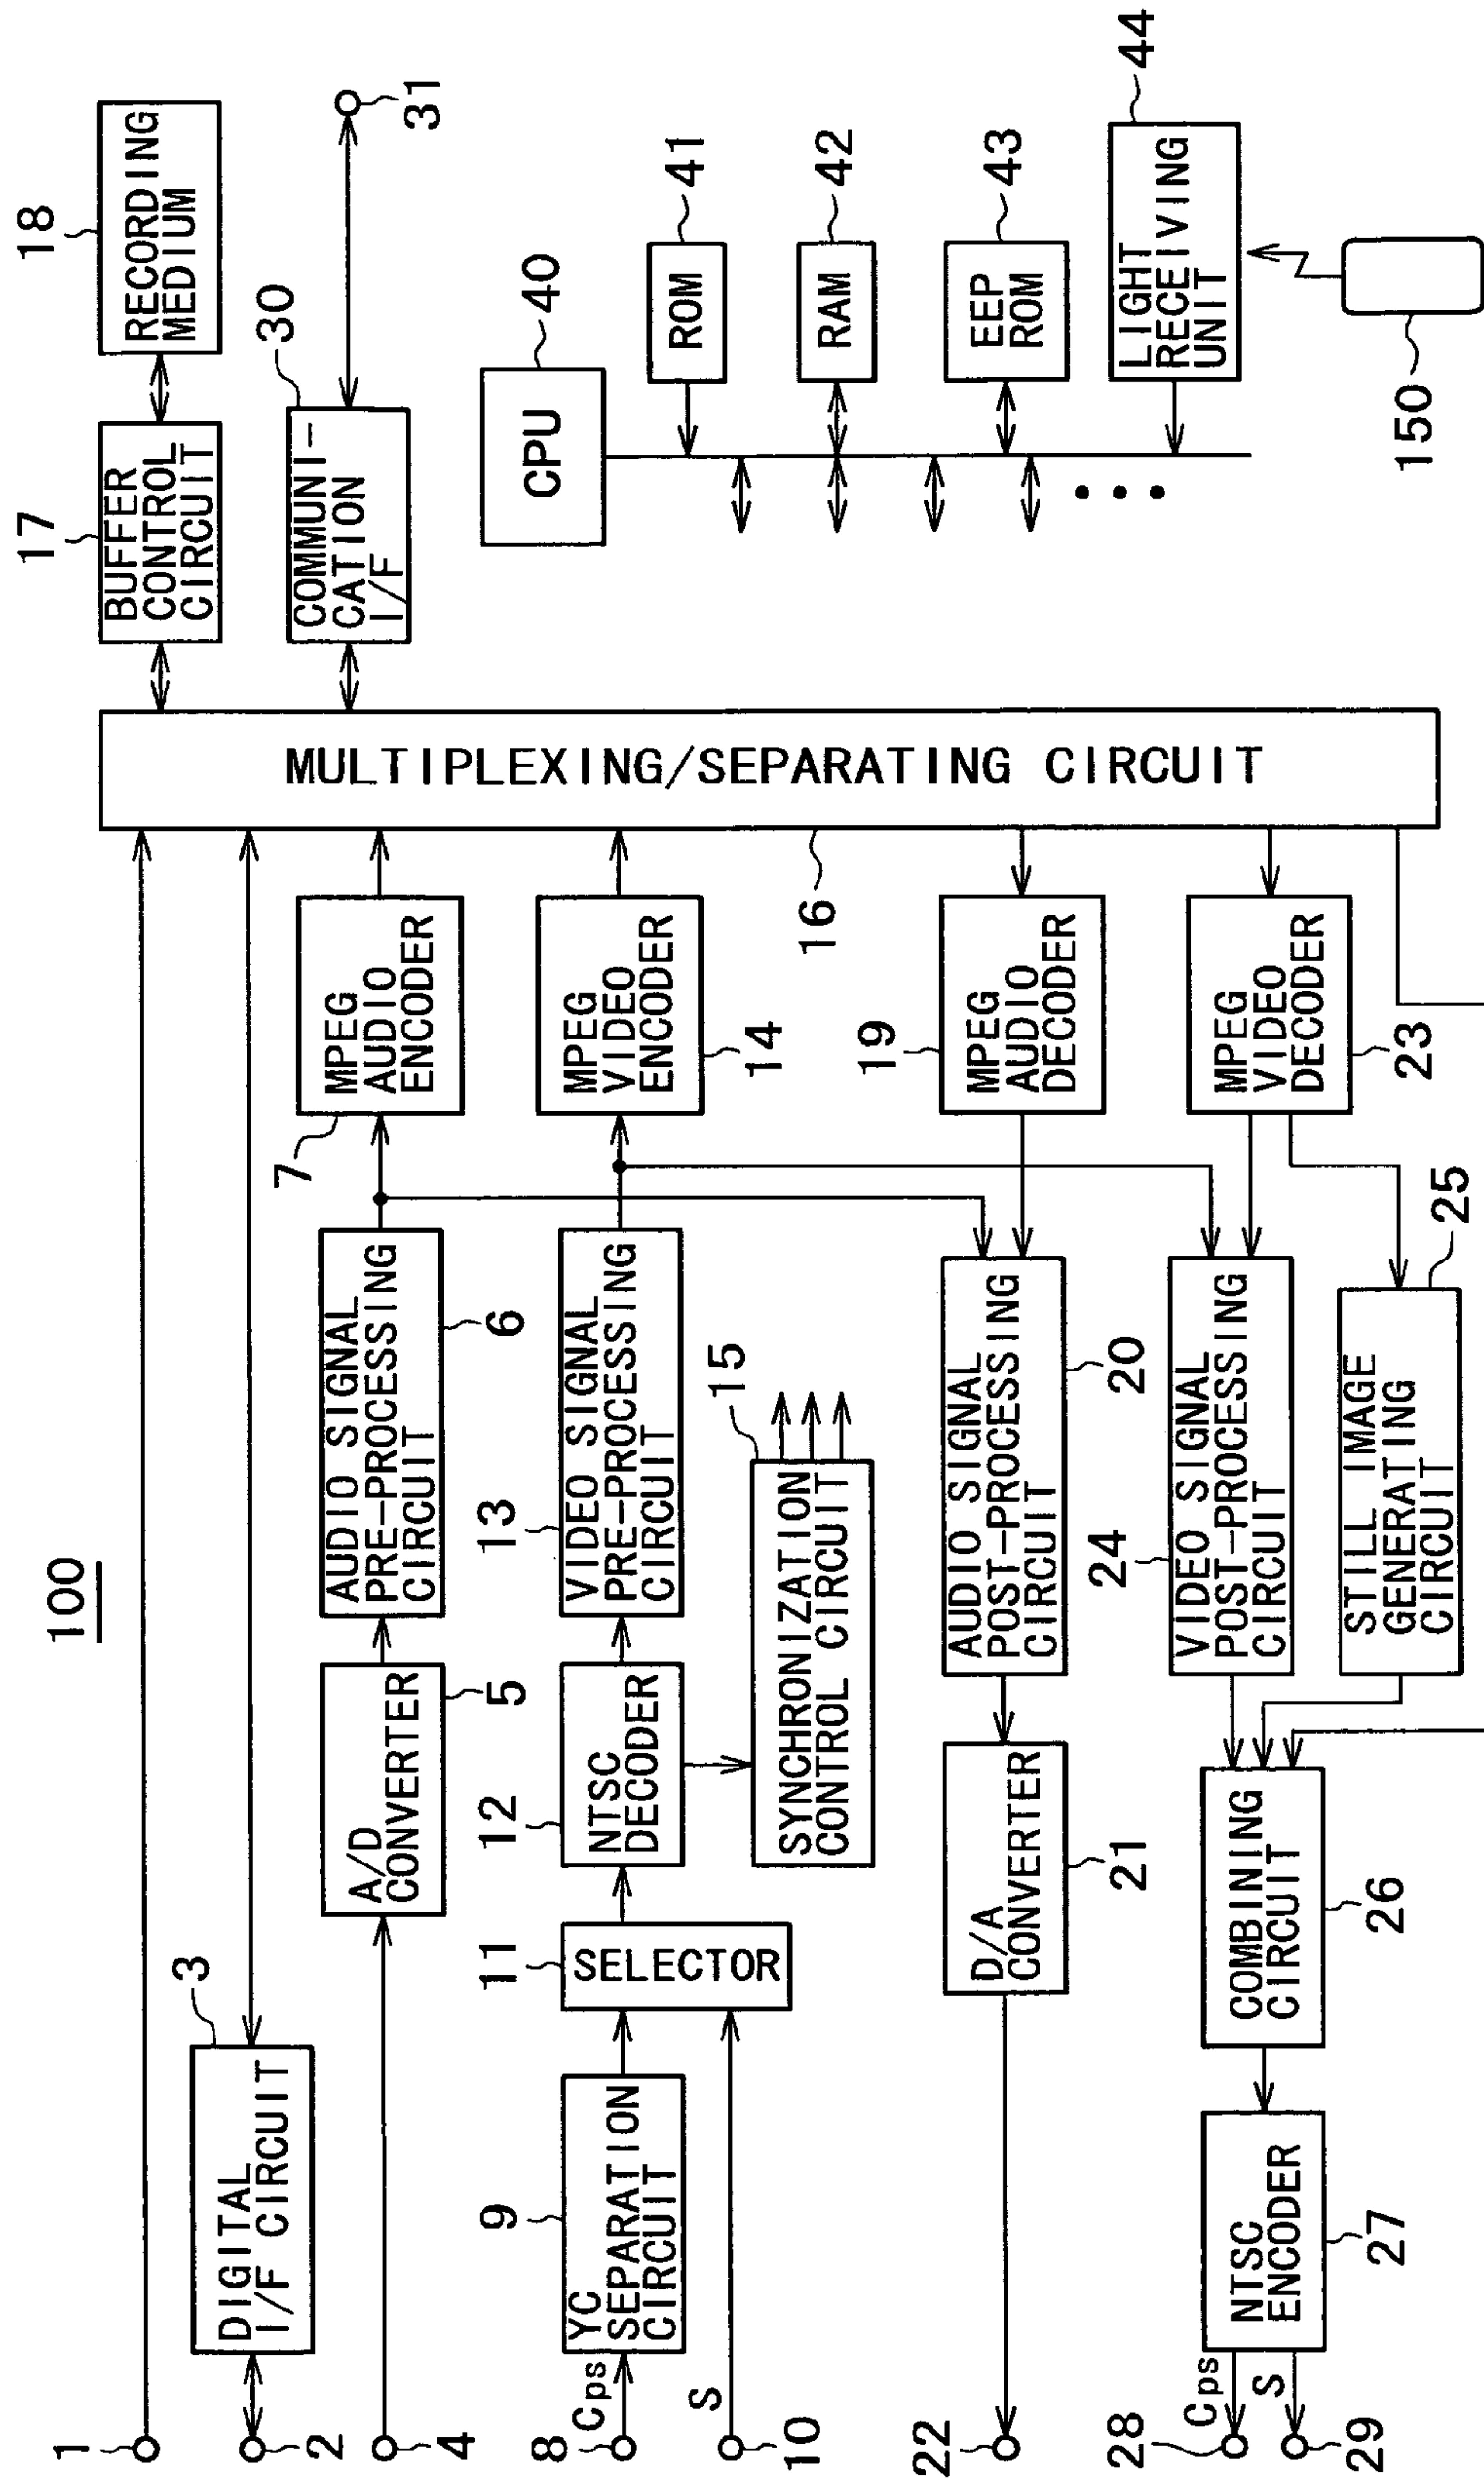 100
1
2
3
DIGITAL
I/F CIRCUIT
4
A/D
CONVERTER
5
AUDIO SIGNAL
PRE-PROCESSING
CIRCUIT
6
7
MPEG
AUDIO
ENCODER
8
Cps
9
YC
SEPARATION
CIRCUIT
10
S
11
SELECTOR
12
NTSC
DECODER
13
VIDEO SIGNAL
PRE-PROCESSING
CIRCUIT
MPEG
VIDEO
ENCODER
14
15
SYNCHRONIZATION
CONTROL CIRCUIT
MULTIPLEXING/SEPARATING CIRCUIT
16
17
BUFFER
CONTROL
CIRCUIT
18
RECORDING
MEDIUM
30
COMMUNI-
CATION
I/F
31
40
CPU
ROM
41
RAM
42
EEP
ROM
43
LIGHT
RECEIVING
UNIT
44
150
19
MPEG
AUDIO
DECODER
AUDIO SIGNAL
POST-PROCESSING
CIRCUIT
20
D/A
CONVERTER
21
22
MPEG
VIDEO
DECODER
23
24
VIDEO SIGNAL
POST-PROCESSING
CIRCUIT
25
STILL IMAGE
GENERATING
CIRCUIT
COMBINING
CIRCUIT
26
NTSC
ENCODER
27
28
Cps
S
29